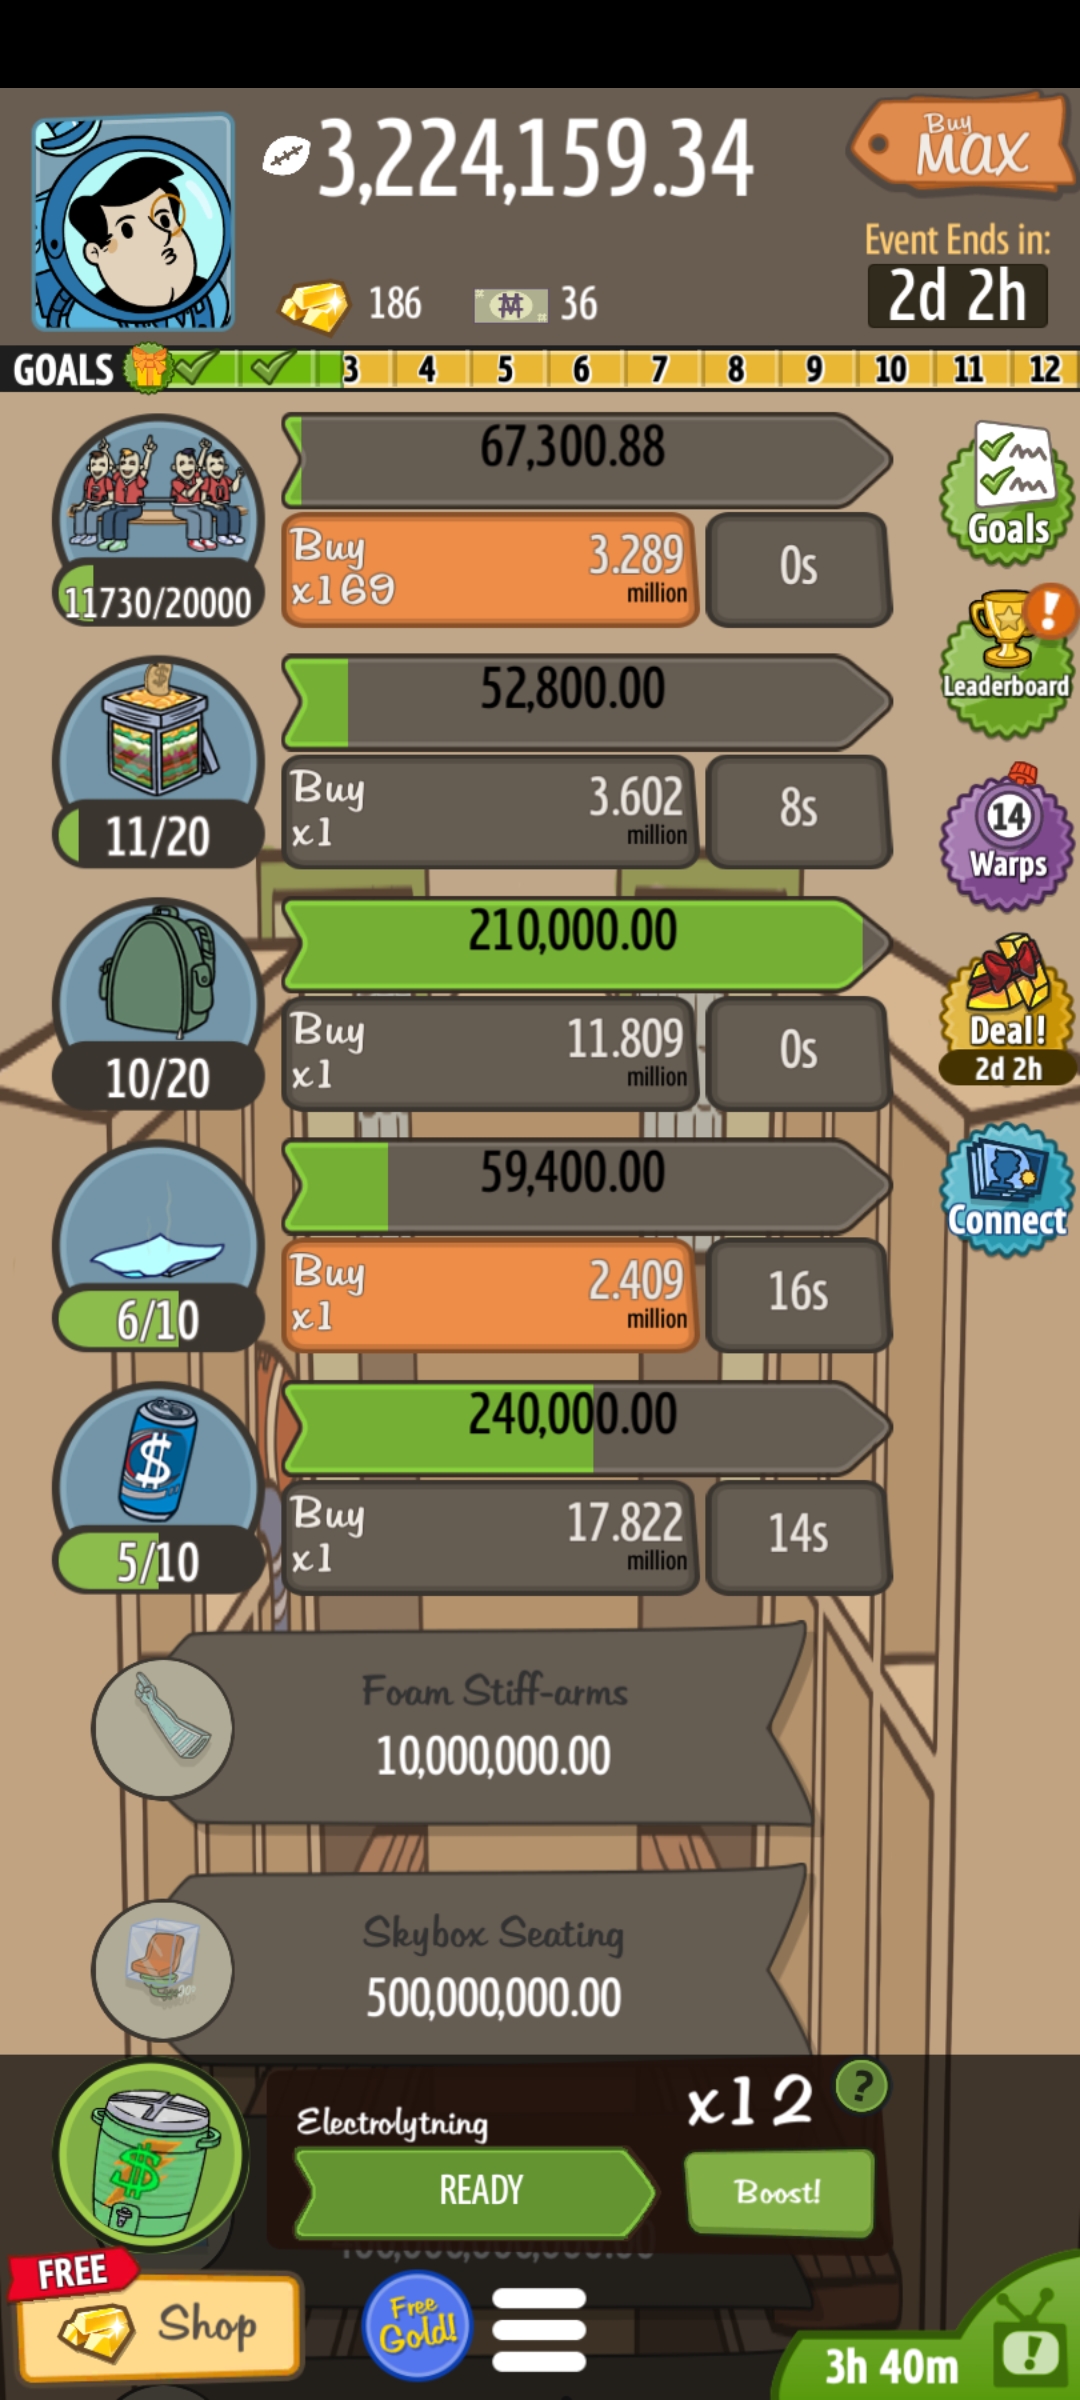 3,224,159.34
Buy
MAX
Event Ends in:
2d 2h
186
36
GOALS 3 4 5 6 7 8 9 10 11 12
67,300.88
Buy
x169
3.289
million
0s
11730/20000
Goals
Leaderboard
52,800.00
Buy
x1
3.602
million
8s
11/20
14
Warps
210,000.00
Buy
x1
11.809
million
0s
10/20
Deal!
2d 2h
59,400.00
Buy
x1
2.409
million
16s
6/10
Connect
240,000.00
Buy
x1
17.822
million
14s
5/10
Foam Stiff-arms
10,000,000.00
Skybox Seating
500,000,000.00
Electrolytning
x12
?
READY
Boost!
FREE
Shop
Free
Gold!
3h 40m